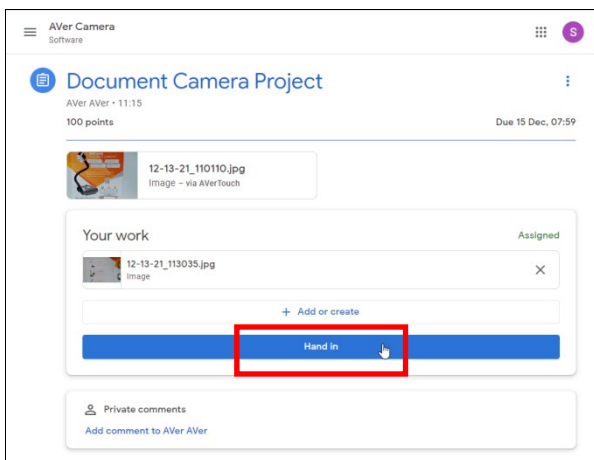 AVer Camera
Software
S
Document Camera Project
AVer AVer • 11:15
100 points
Due 15 Dec, 07:59
12-13-21_110110.jpg
Image – via AVerTouch
Your work
Assigned
12-13-21_113035.jpg
Image
+ Add or create
Hand in
Private comments
Add comment to AVer AVer